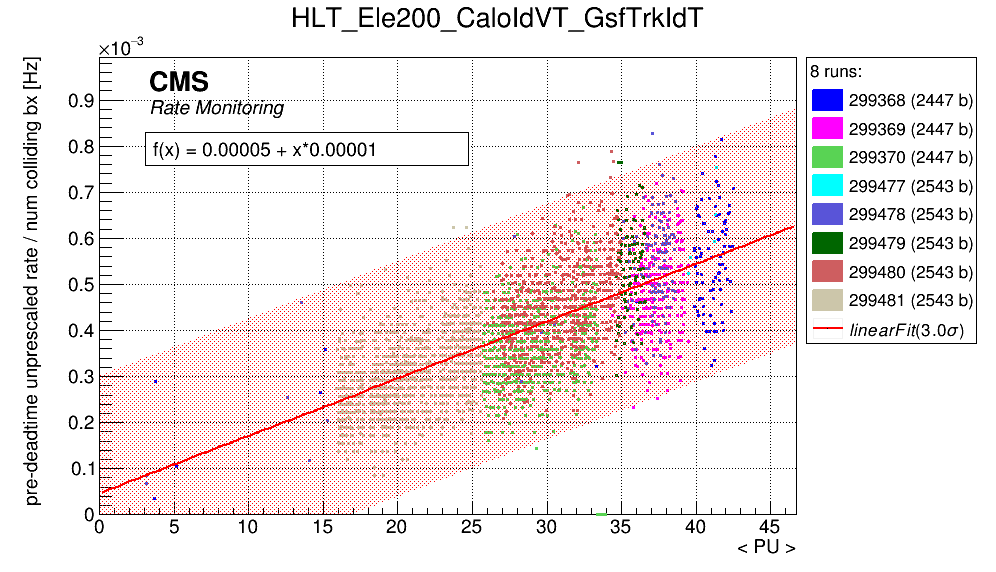 HLT_Ele200_CaloIdVT_GsfTrkIdT
×10⁻³
pre-deadtime unprescaled rate / num colliding bx [Hz]
CMS
Rate Monitoring
f(x) = 0.00005 + x*0.00001
0.9
0.8
0.7
0.6
0.5
0.4
0.3
0.2
0.1
0
0 5 10 15 20 25 30 35 40 45
< PU >
8 runs:
299368 (2447 b)
299369 (2447 b)
299370 (2447 b)
299477 (2543 b)
299478 (2543 b)
299479 (2543 b)
299480 (2543 b)
299481 (2543 b)
linearFit(3.0σ)